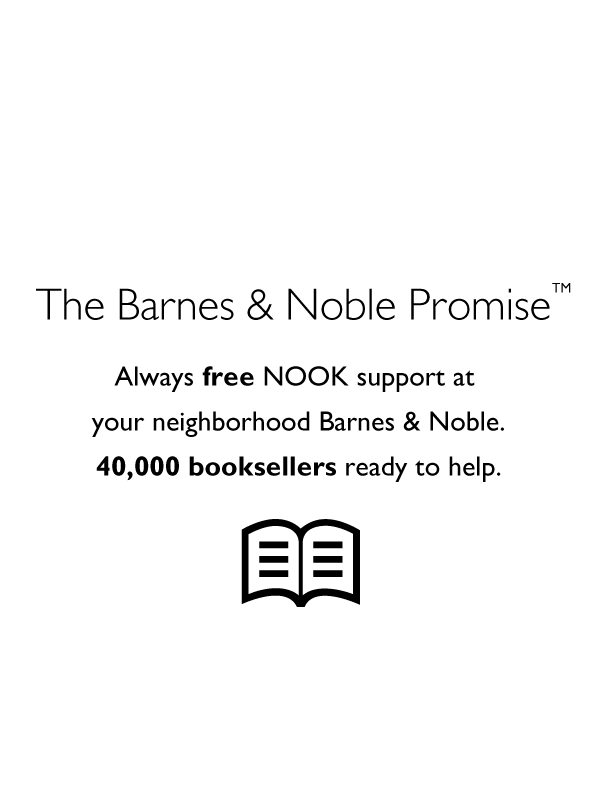 The Barnes & Noble Promise™
Always free NOOK support at
your neighborhood Barnes & Noble.
40,000 booksellers ready to help.